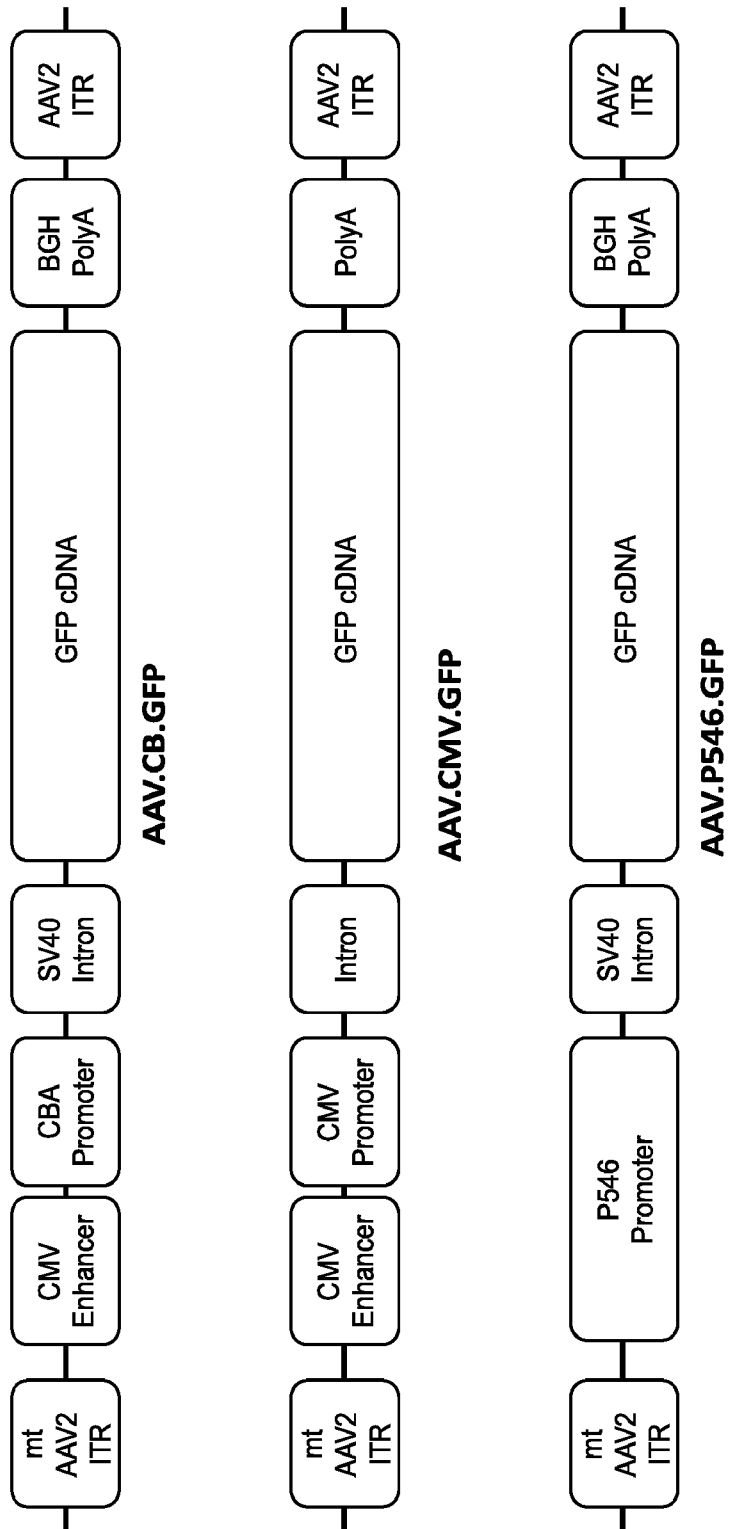 mt
AAV2
ITR
CMV
Enhancer
CBA
Promoter
SV40
Intron
GFP cDNA
BGH
PolyA
AAV2
ITR
AAV.CB.GFP
mt
AAV2
ITR
CMV
Enhancer
CMV
Promoter
Intron
GFP cDNA
PolyA
AAV2
ITR
AAV.CMV.GFP
mt
AAV2
ITR
P546
Promoter
SV40
Intron
GFP cDNA
BGH
PolyA
AAV2
ITR
AAV.P546.GFP